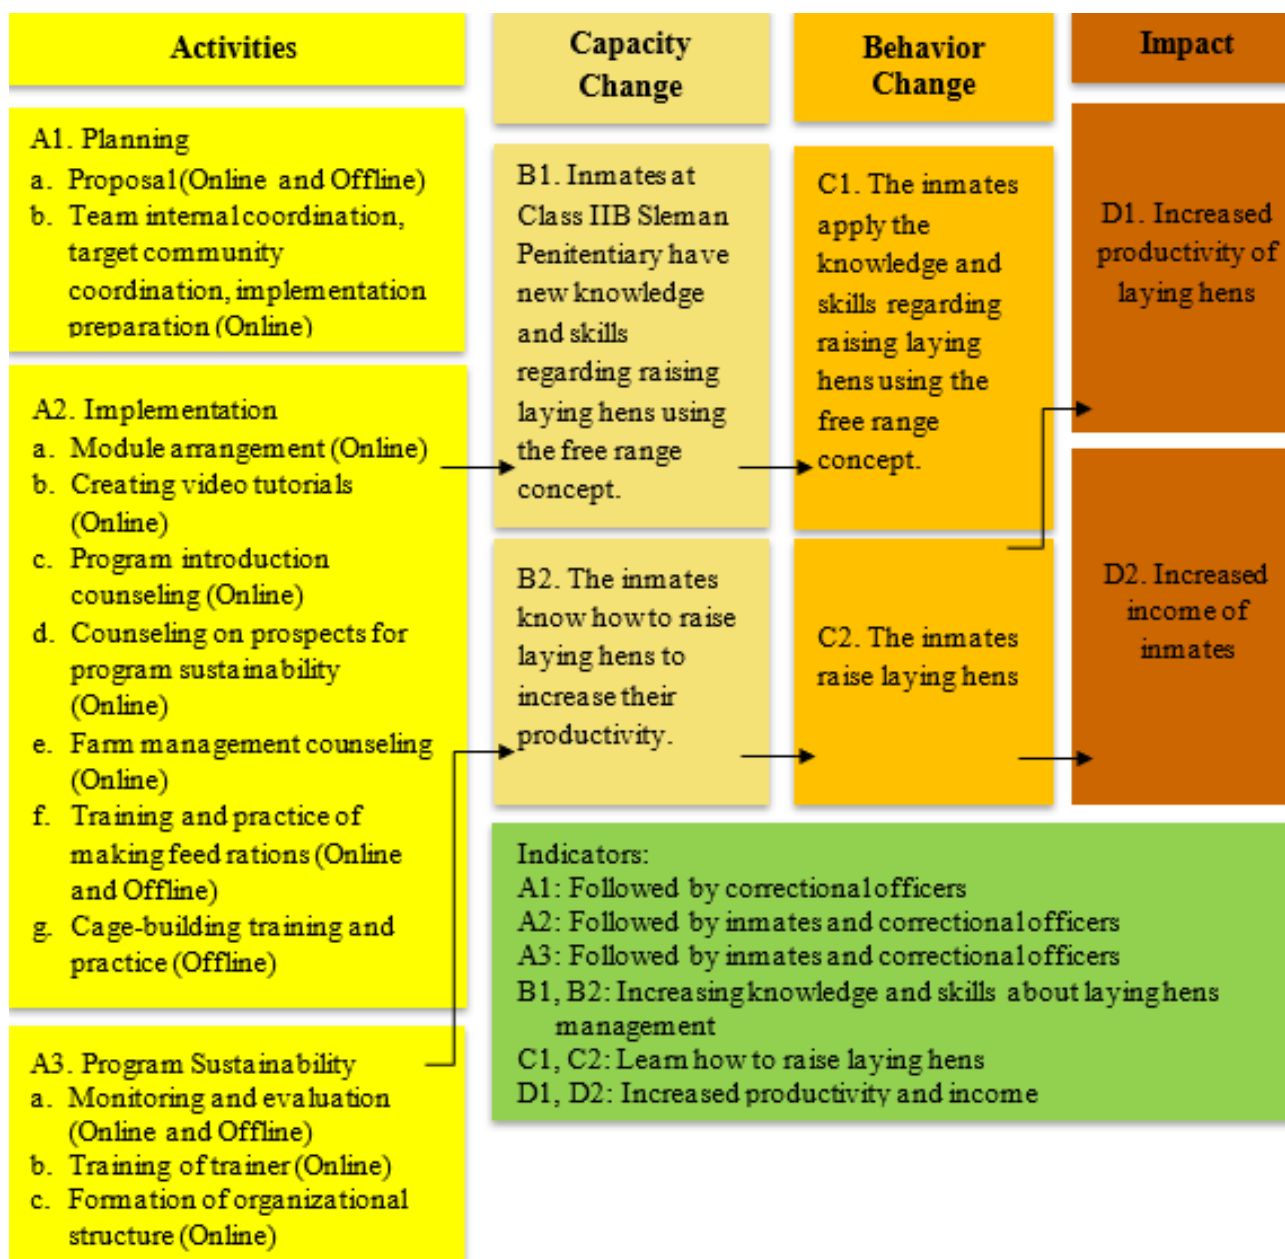 Activities
A1. Planning
a. Proposal (Online and Offline)
b. Team internal coordination,
target community
coordination, implementation
preparation (Online)
A2. Implementation
a. Module arrangement (Online)
b. Creating video tutorials
(Online)
c. Program introduction
counseling (Online)
d. Counseling on prospects for
program sustainability
(Online)
e. Farm management counseling
(Online)
f. Training and practice of
making feed rations (Online
and Offline)
g. Cage-building training and
practice (Offline)
A3. Program Sustainability
a. Monitoring and evaluation
(Online and Offline)
b. Training of trainer (Online)
c. Formation of organizational
structure (Online)
Capacity
Change
B1. Inmates at
Class IIB Sleman
Penitentiary have
new knowledge
and skills
regarding raising
laying hens using
the free range
concept.
B2. The inmates
know how to raise
laying hens to
increase their
productivity.
Behavior
Change
C1. The inmates
apply the
knowledge and
skills regarding
raising laying
hens using the
free range
concept.
C2. The inmates
raise laying hens
Impact
D1. Increased
productivity of
laying hens
D2. Increased
income of
inmates
Indicators:
A1: Followed by correctional officers
A2: Followed by inmates and correctional officers
A3: Followed by inmates and correctional officers
B1, B2: Increasing knowledge and skills about laying hens
management
C1, C2: Learn how to raise laying hens
D1, D2: Increased productivity and income